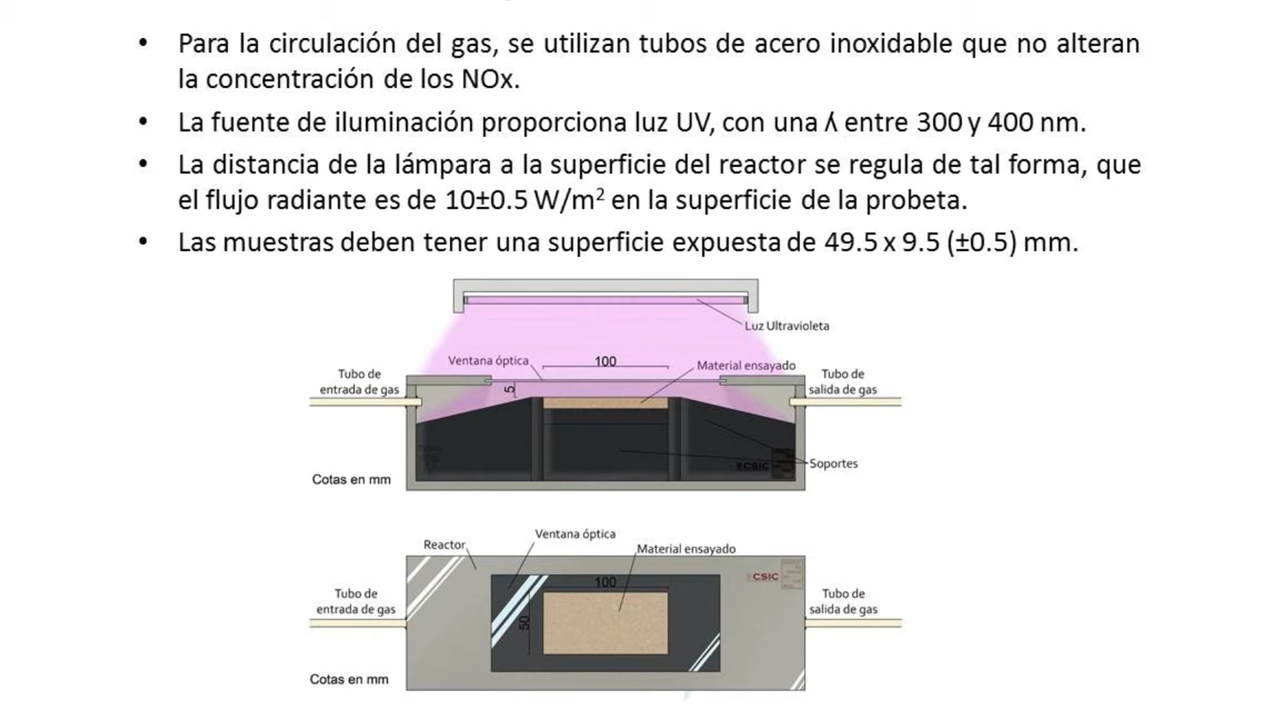 • Para la circulación del gas, se utilizan tubos de acero inoxidable que no alteran
la concentración de los NOx.
• La fuente de iluminación proporciona luz UV, con una ʎ entre 300 y 400 nm.
• La distancia de la lámpara a la superficie del reactor se regula de tal forma, que
el flujo radiante es de 10±0.5 W/m² en la superficie de la probeta.
• Las muestras deben tener una superficie expuesta de 49.5 x 9.5 (±0.5) mm.
Luz Ultravioleta
Ventana óptica
100
Material ensayado
Tubo de
entrada de gas
Tubo de
salida de gas
5
CSIC
Soportes
Cotas en mm
Ventana óptica
Reactor
Material ensayado
CSIC
100
50
Tubo de
entrada de gas
Tubo de
salida de gas
Cotas en mm